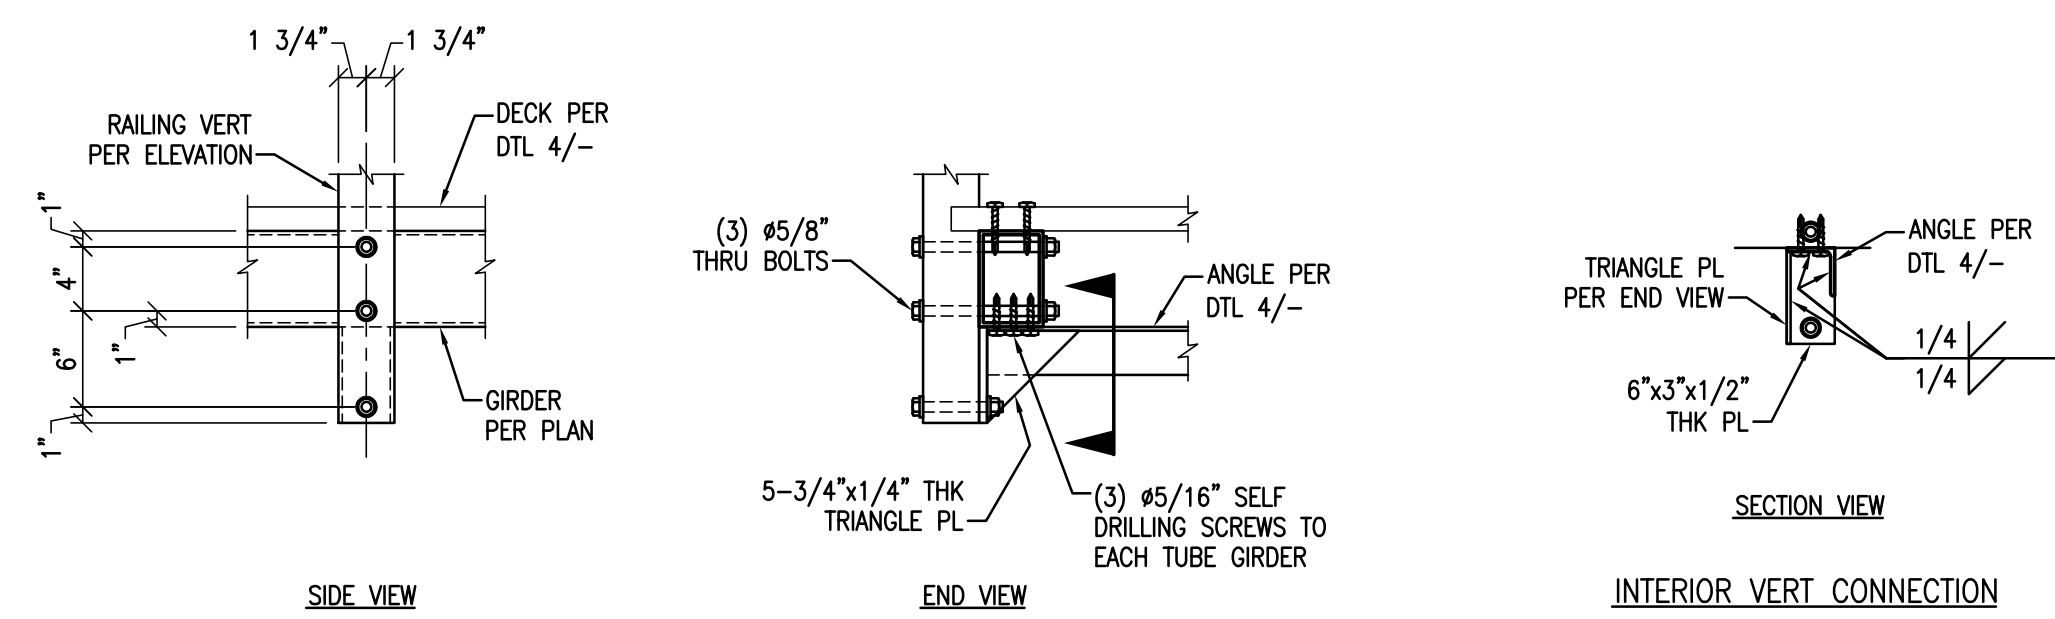 1 3/4"
1 3/4"
RAILING VERT
PER ELEVATION
DECK PER
DTL 4/-
1"
4"
1"
6"
1"
GIRDER
PER PLAN
SIDE VIEW
(3) ø5/8"
THRU BOLTS
ANGLE PER
DTL 4/-
5-3/4"x1/4" THK
TRIANGLE PL
(3) ø5/16" SELF
DRILLING SCREWS TO
EACH TUBE GIRDER
END VIEW
ANGLE PER
DTL 4/-
TRIANGLE PL
PER END VIEW
1/4
1/4
6"x3"x1/2"
THK PL
SECTION VIEW
INTERIOR VERT CONNECTION